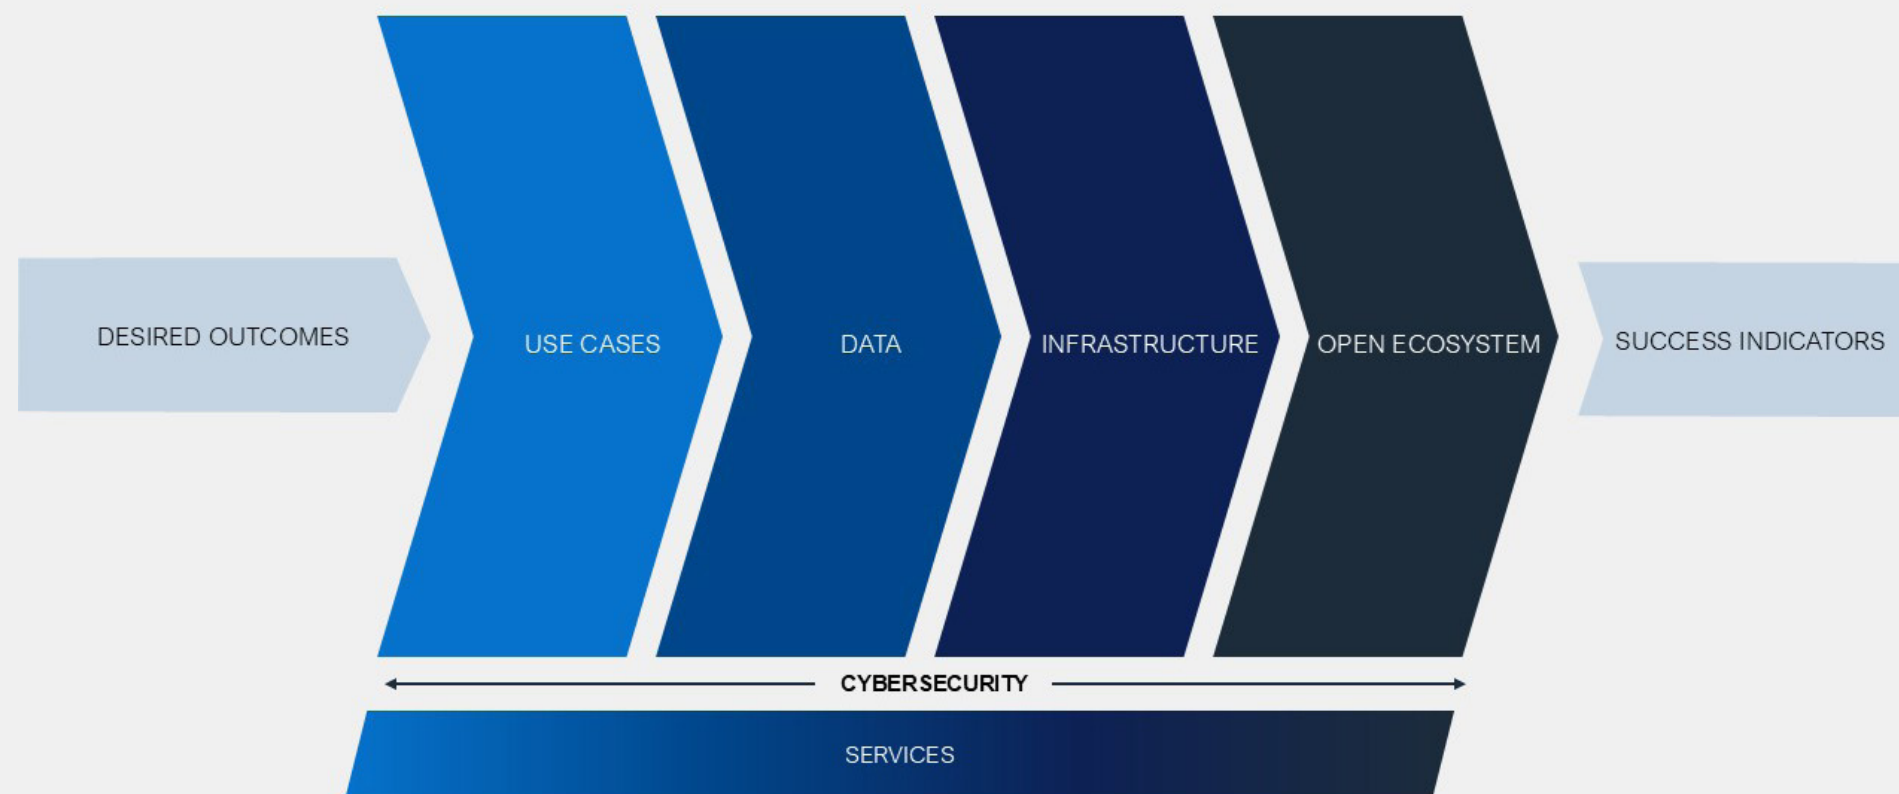 DESIRED OUTCOMES
USE CASES
DATA
INFRASTRUCTURE
OPEN ECOSYSTEM
SUCCESS INDICATORS
CYBERSECURITY
SERVICES